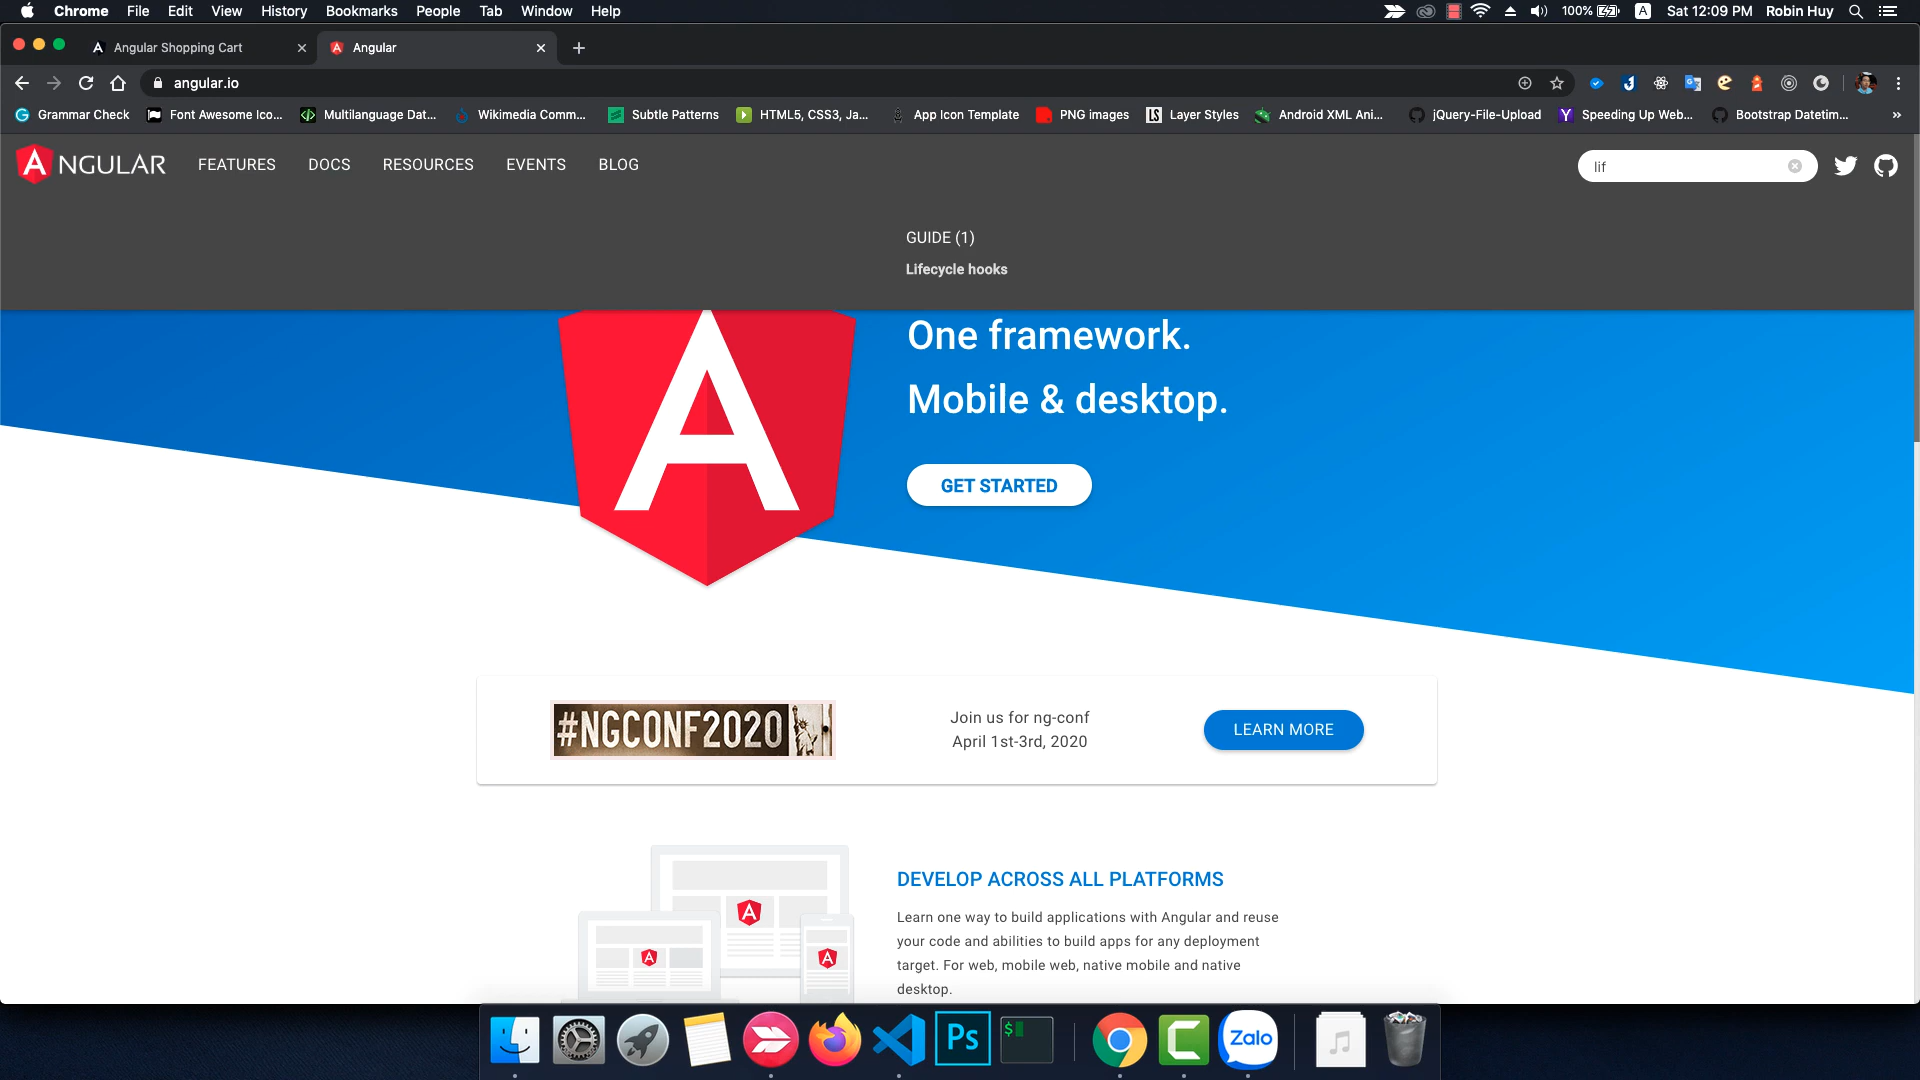 Chrome File Edit View History Bookmarks People Tab Window Help 100% A Sat 12:09 PM Robin Huy
Angular Shopping Cart Angular
angular.io
Grammar Check Font Awesome Ico... Multilanguage Dat... Wikimedia Comm... Subtle Patterns HTML5, CSS3, Ja... App Icon Template PNG images LS Layer Styles Android XML Ani... jQuery-File-Upload Y Speeding Up Web... Bootstrap Datetim... »
ANGULAR FEATURES DOCS RESOURCES EVENTS BLOG lif
GUIDE (1)
Lifecycle hooks
One framework.
Mobile & desktop.
GET STARTED
#NGCONF2020
Join us for ng-conf
April 1st-3rd, 2020
LEARN MORE
DEVELOP ACROSS ALL PLATFORMS
Learn one way to build applications with Angular and reuse
your code and abilities to build apps for any deployment
target. For web, mobile web, native mobile and native
desktop.
Ps $ Zalo